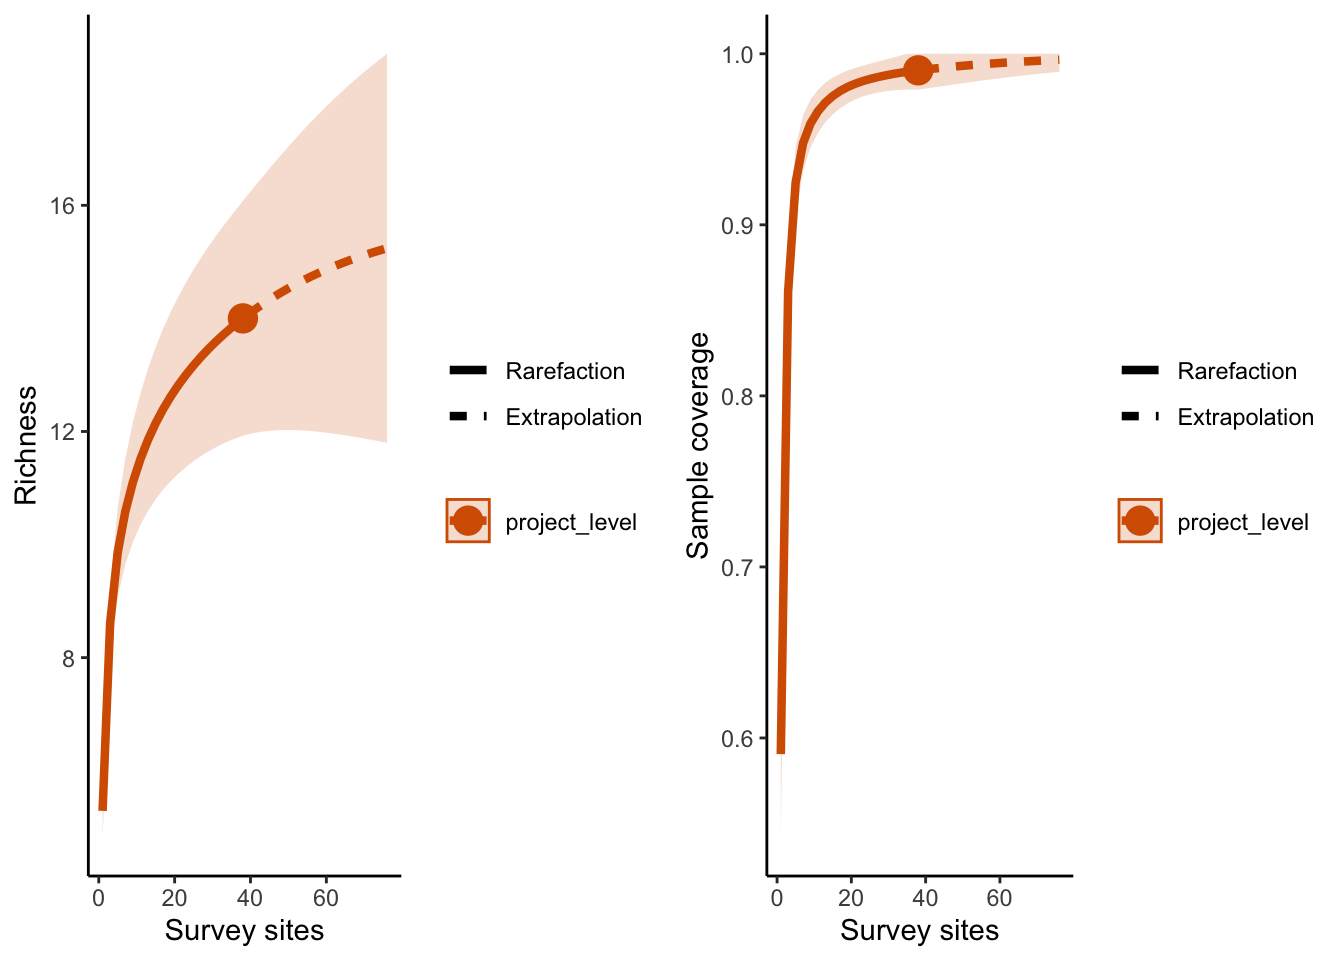 Richness
16
12
8
0 20 40 60
Survey sites
Rarefaction
Extrapolation
project_level
Sample coverage
1.0
0.9
0.8
0.7
0.6
0 20 40 60
Survey sites
Rarefaction
Extrapolation
project_level